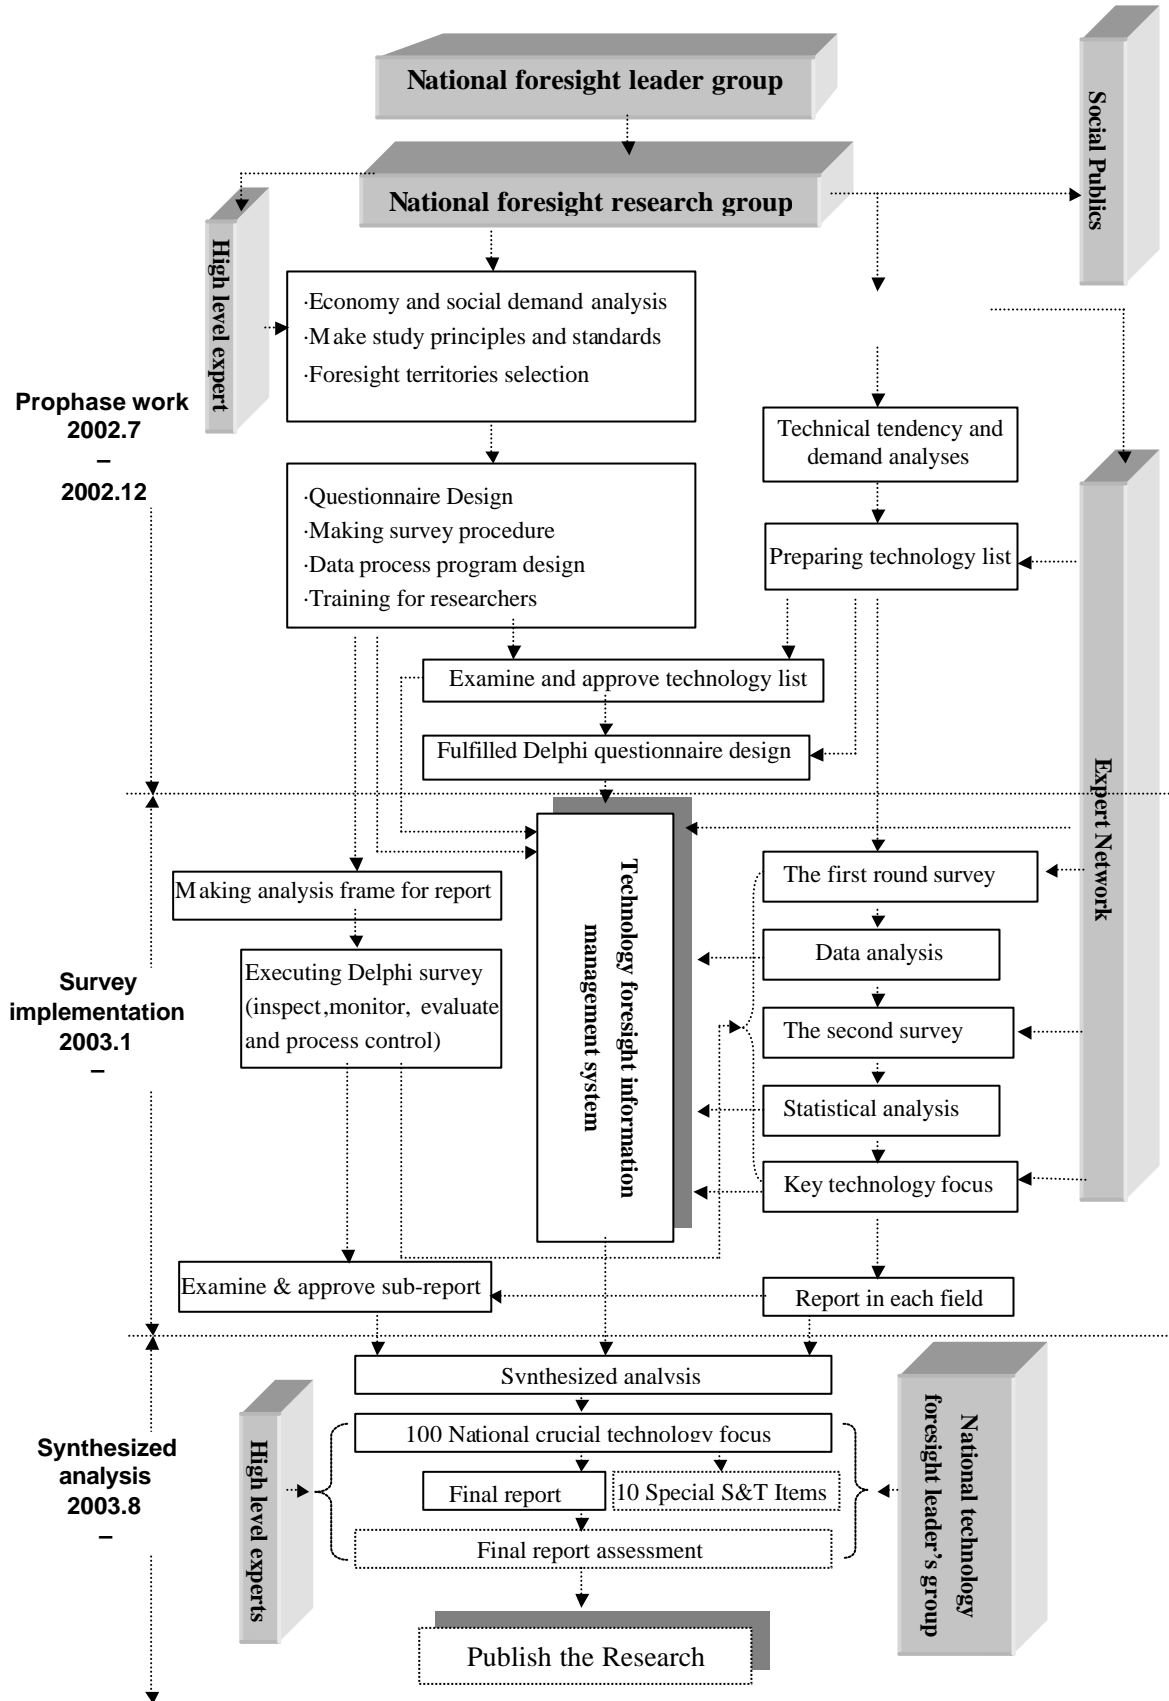 National foresight leader group
Social Publics
National foresight research group
High level expert
·Economy and social demand analysis
·Make study principles and standards
·Foresight territories selection
Prophase work
2002.7
–
2002.12
Technical tendency and
demand analyses
·Questionnaire Design
·Making survey procedure
·Data process program design
·Training for researchers
Preparing technology list
Examine and approve technology list
Fulfilled Delphi questionnaire design
Expert Network
Technology foresight information
management system
The first round survey
Making analysis frame for report
Data analysis
Executing Delphi survey
(inspect,monitor, evaluate
and process control)
Survey
implementation
2003.1
–
The second survey
Statistical analysis
Key technology focus
Examine & approve sub-report
Report in each field
Synthesized analysis
100 National crucial technology focus
Synthesized
analysis
2003.8
–
High level experts
National technology
foresight leader’s group
Final report
10 Special S&T Items
Final report assessment
Publish the Research